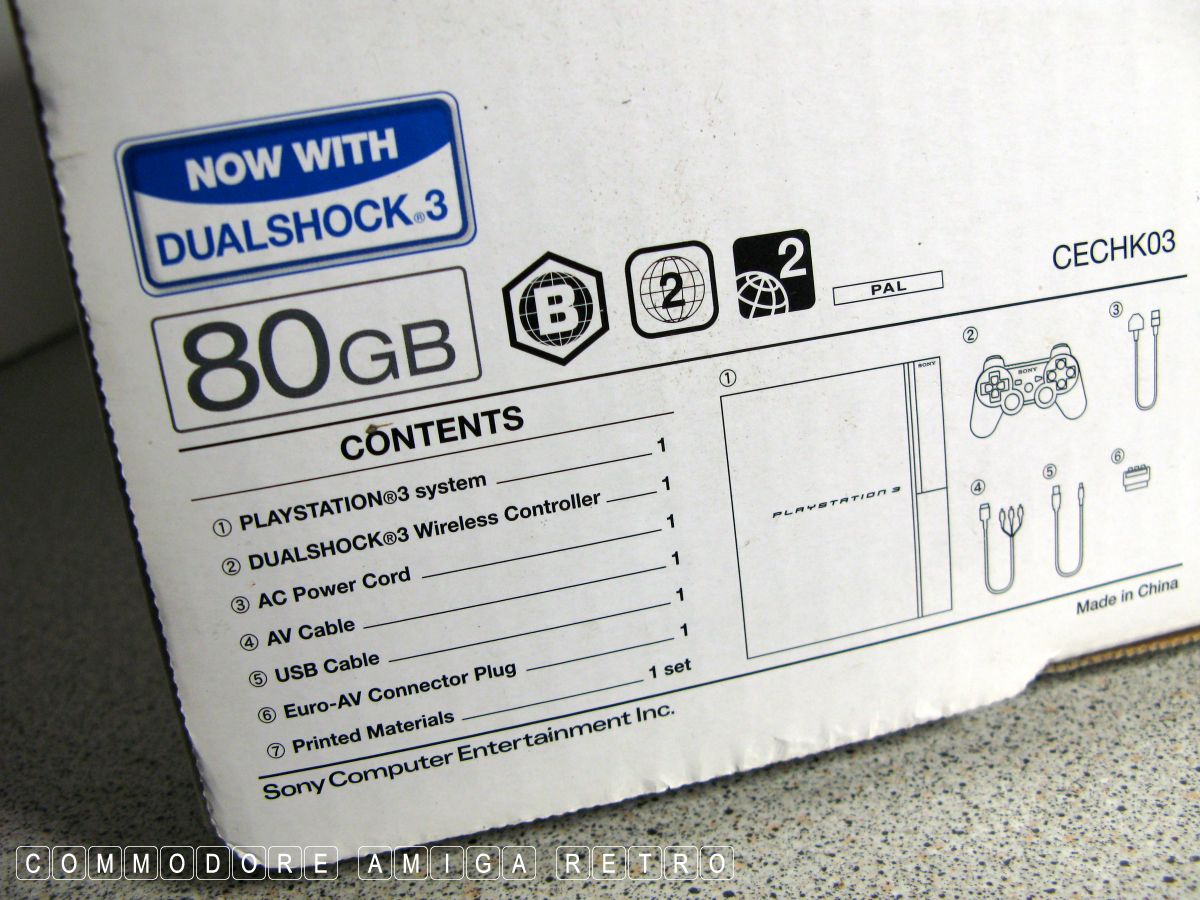 NOW WITH
DUALSHOCK®3
80GB
B
2
2
PAL
CECHK03
CONTENTS
① PLAYSTATION®3 system 1
② DUALSHOCK®3 Wireless Controller 1
③ AC Power Cord 1
④ AV Cable 1
⑤ USB Cable 1
⑥ Euro-AV Connector Plug 1
⑦ Printed Materials 1 set
Sony Computer Entertainment Inc.
①
SONY
PLAYSTATION 3
②
SONY
③
④
⑤
⑥
Made in China
COMMODORE AMIGA RETRO